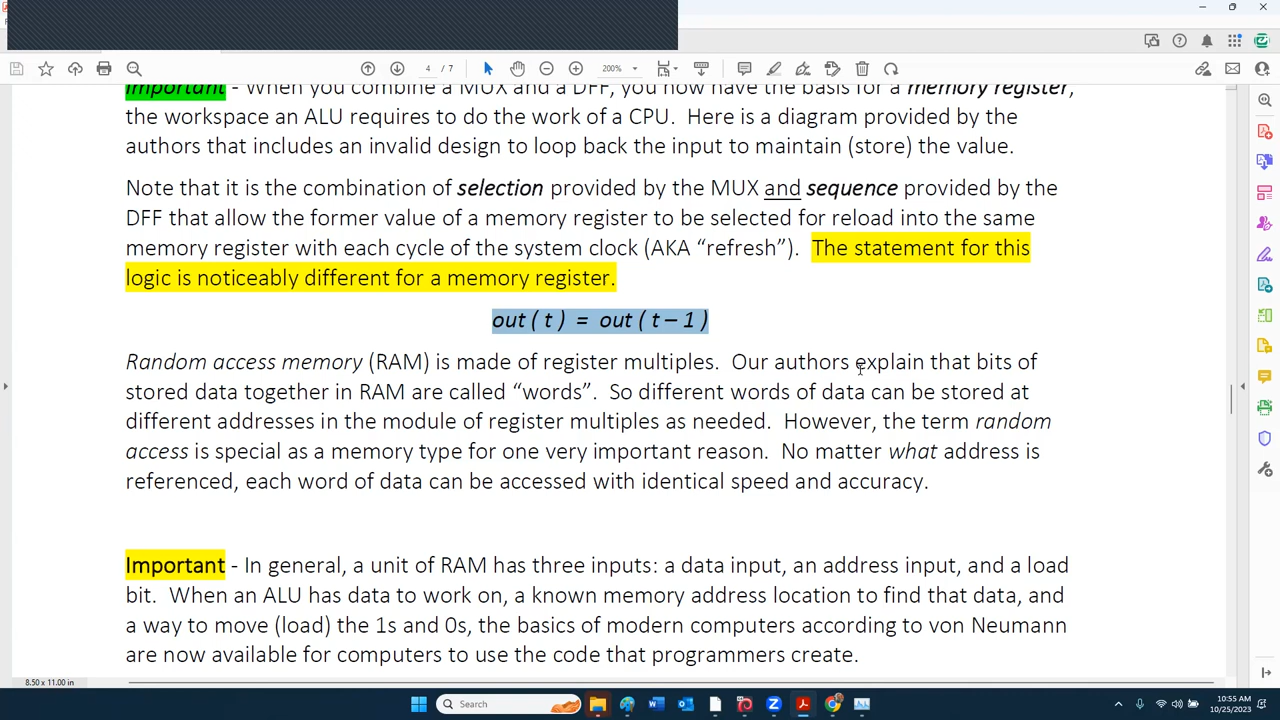 4 / 7
200%
Important - When you combine a MUX and a DFF, you now have the basis for a memory register,
the workspace an ALU requires to do the work of a CPU. Here is a diagram provided by the
authors that includes an invalid design to loop back the input to maintain (store) the value.
Note that it is the combination of selection provided by the MUX and sequence provided by the
DFF that allow the former value of a memory register to be selected for reload into the same
memory register with each cycle of the system clock (AKA “refresh”). The statement for this
logic is noticeably different for a memory register.
out ( t ) = out ( t – 1 )
Random access memory (RAM) is made of register multiples. Our authors explain that bits of
stored data together in RAM are called “words”. So different words of data can be stored at
different addresses in the module of register multiples as needed. However, the term random
access is special as a memory type for one very important reason. No matter what address is
referenced, each word of data can be accessed with identical speed and accuracy.
Important - In general, a unit of RAM has three inputs: a data input, an address input, and a load
bit. When an ALU has data to work on, a known memory address location to find that data, and
a way to move (load) the 1s and 0s, the basics of modern computers according to von Neumann
are now available for computers to use the code that programmers create.
8.50 x 11.00 in
Search
10:55 AM
10/25/2023